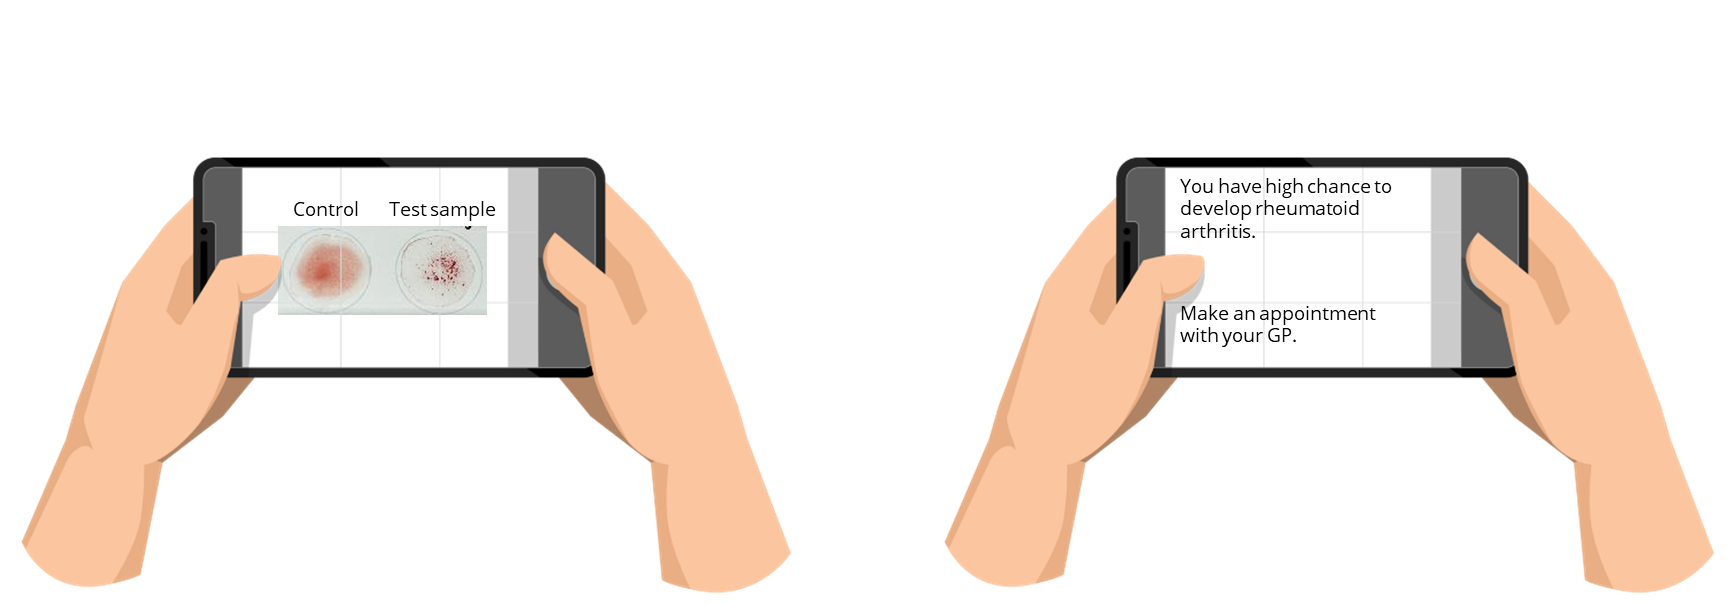 Control Test sample
You have high chance to
develop rheumatoid
arthritis.
Make an appointment
with your GP.